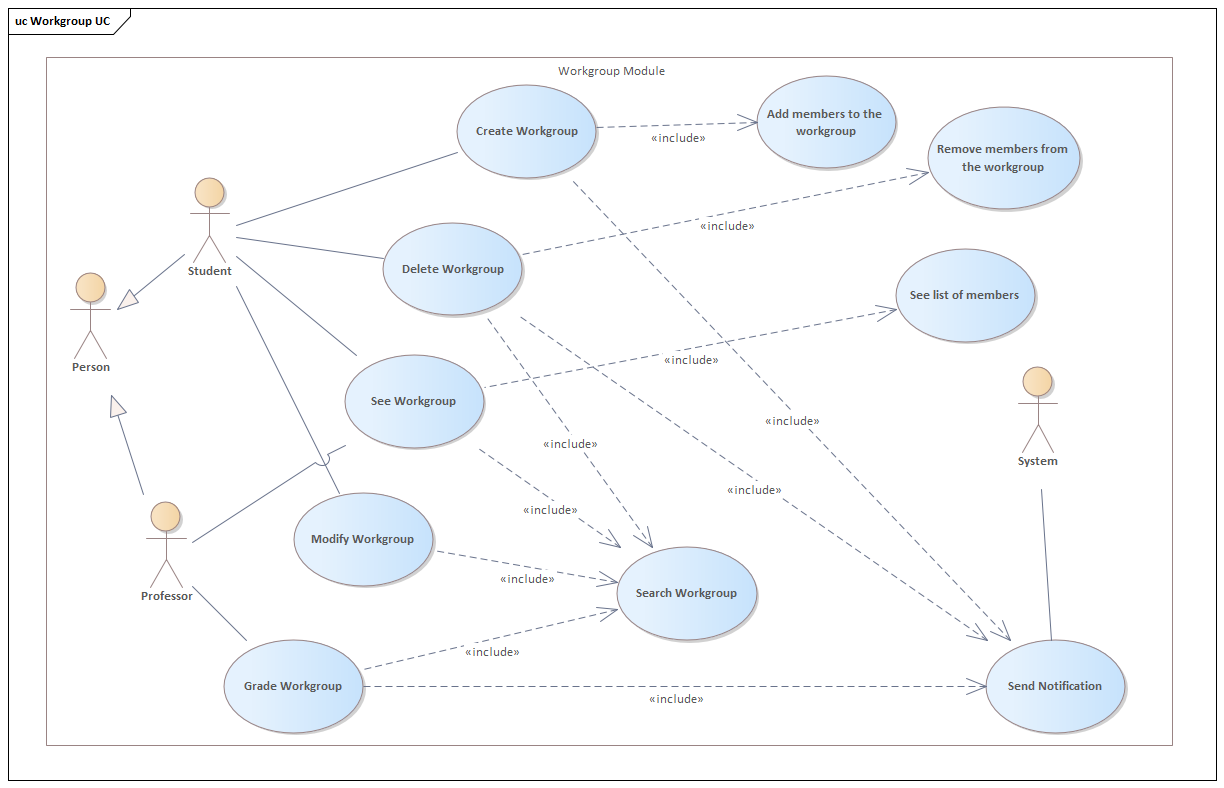 uc Workgroup UC
Workgroup Module
Create Workgroup
«include»
Add members to the
workgroup
Remove members from
the workgroup
Student
Delete Workgroup
«include»
See list of members
Person
See Workgroup
«include»
«include»
«include»
System
«include»
«include»
Modify Workgroup
«include»
Search Workgroup
Professor
«include»
Grade Workgroup
«include»
Send Notification